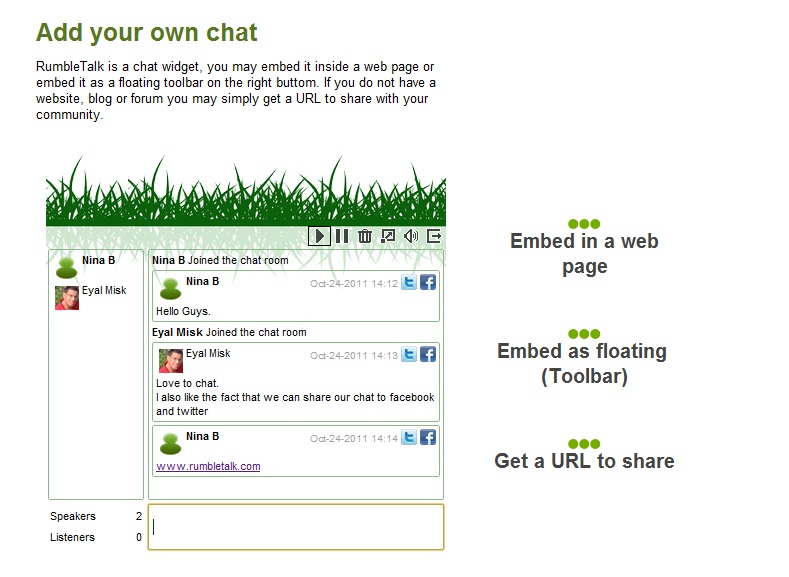 Add your own chat
RumbleTalk is a chat widget, you may embed it inside a web page or
embed it as a floating toolbar on the right buttom. If you do not have a
website, blog or forum you may simply get a URL to share with your
community.
Nina B
Eyal Misk
Nina B Joined the chat room
Nina B Oct-24-2011 14:12
Hello Guys.
Eyal Misk Joined the chat room
Eyal Misk Oct-24-2011 14:13
Love to chat.
I also like the fact that we can share our chat to facebook
and twitter
Nina B Oct-24-2011 14:14
www.rumbletalk.com
Speakers 2
Listeners 0
Embed in a web
page
Embed as floating
(Toolbar)
Get a URL to share